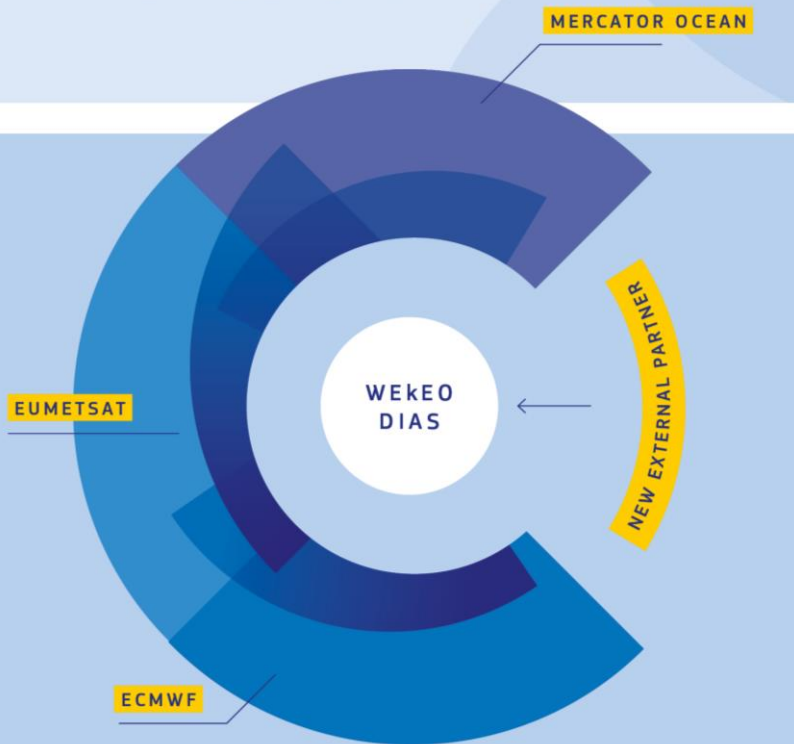 MERCATOR OCEAN
WEkEO
DIAS
NEW EXTERNAL PARTNER
EUMETSAT
ECMWF